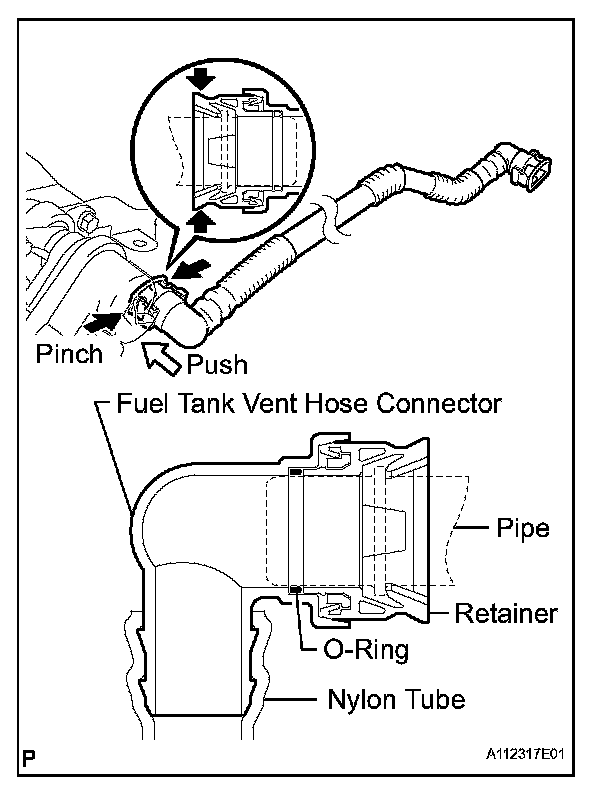 Pinch
Push
Fuel Tank Vent Hose Connector
Pipe
Retainer
O-Ring
Nylon Tube
P
A112317E01